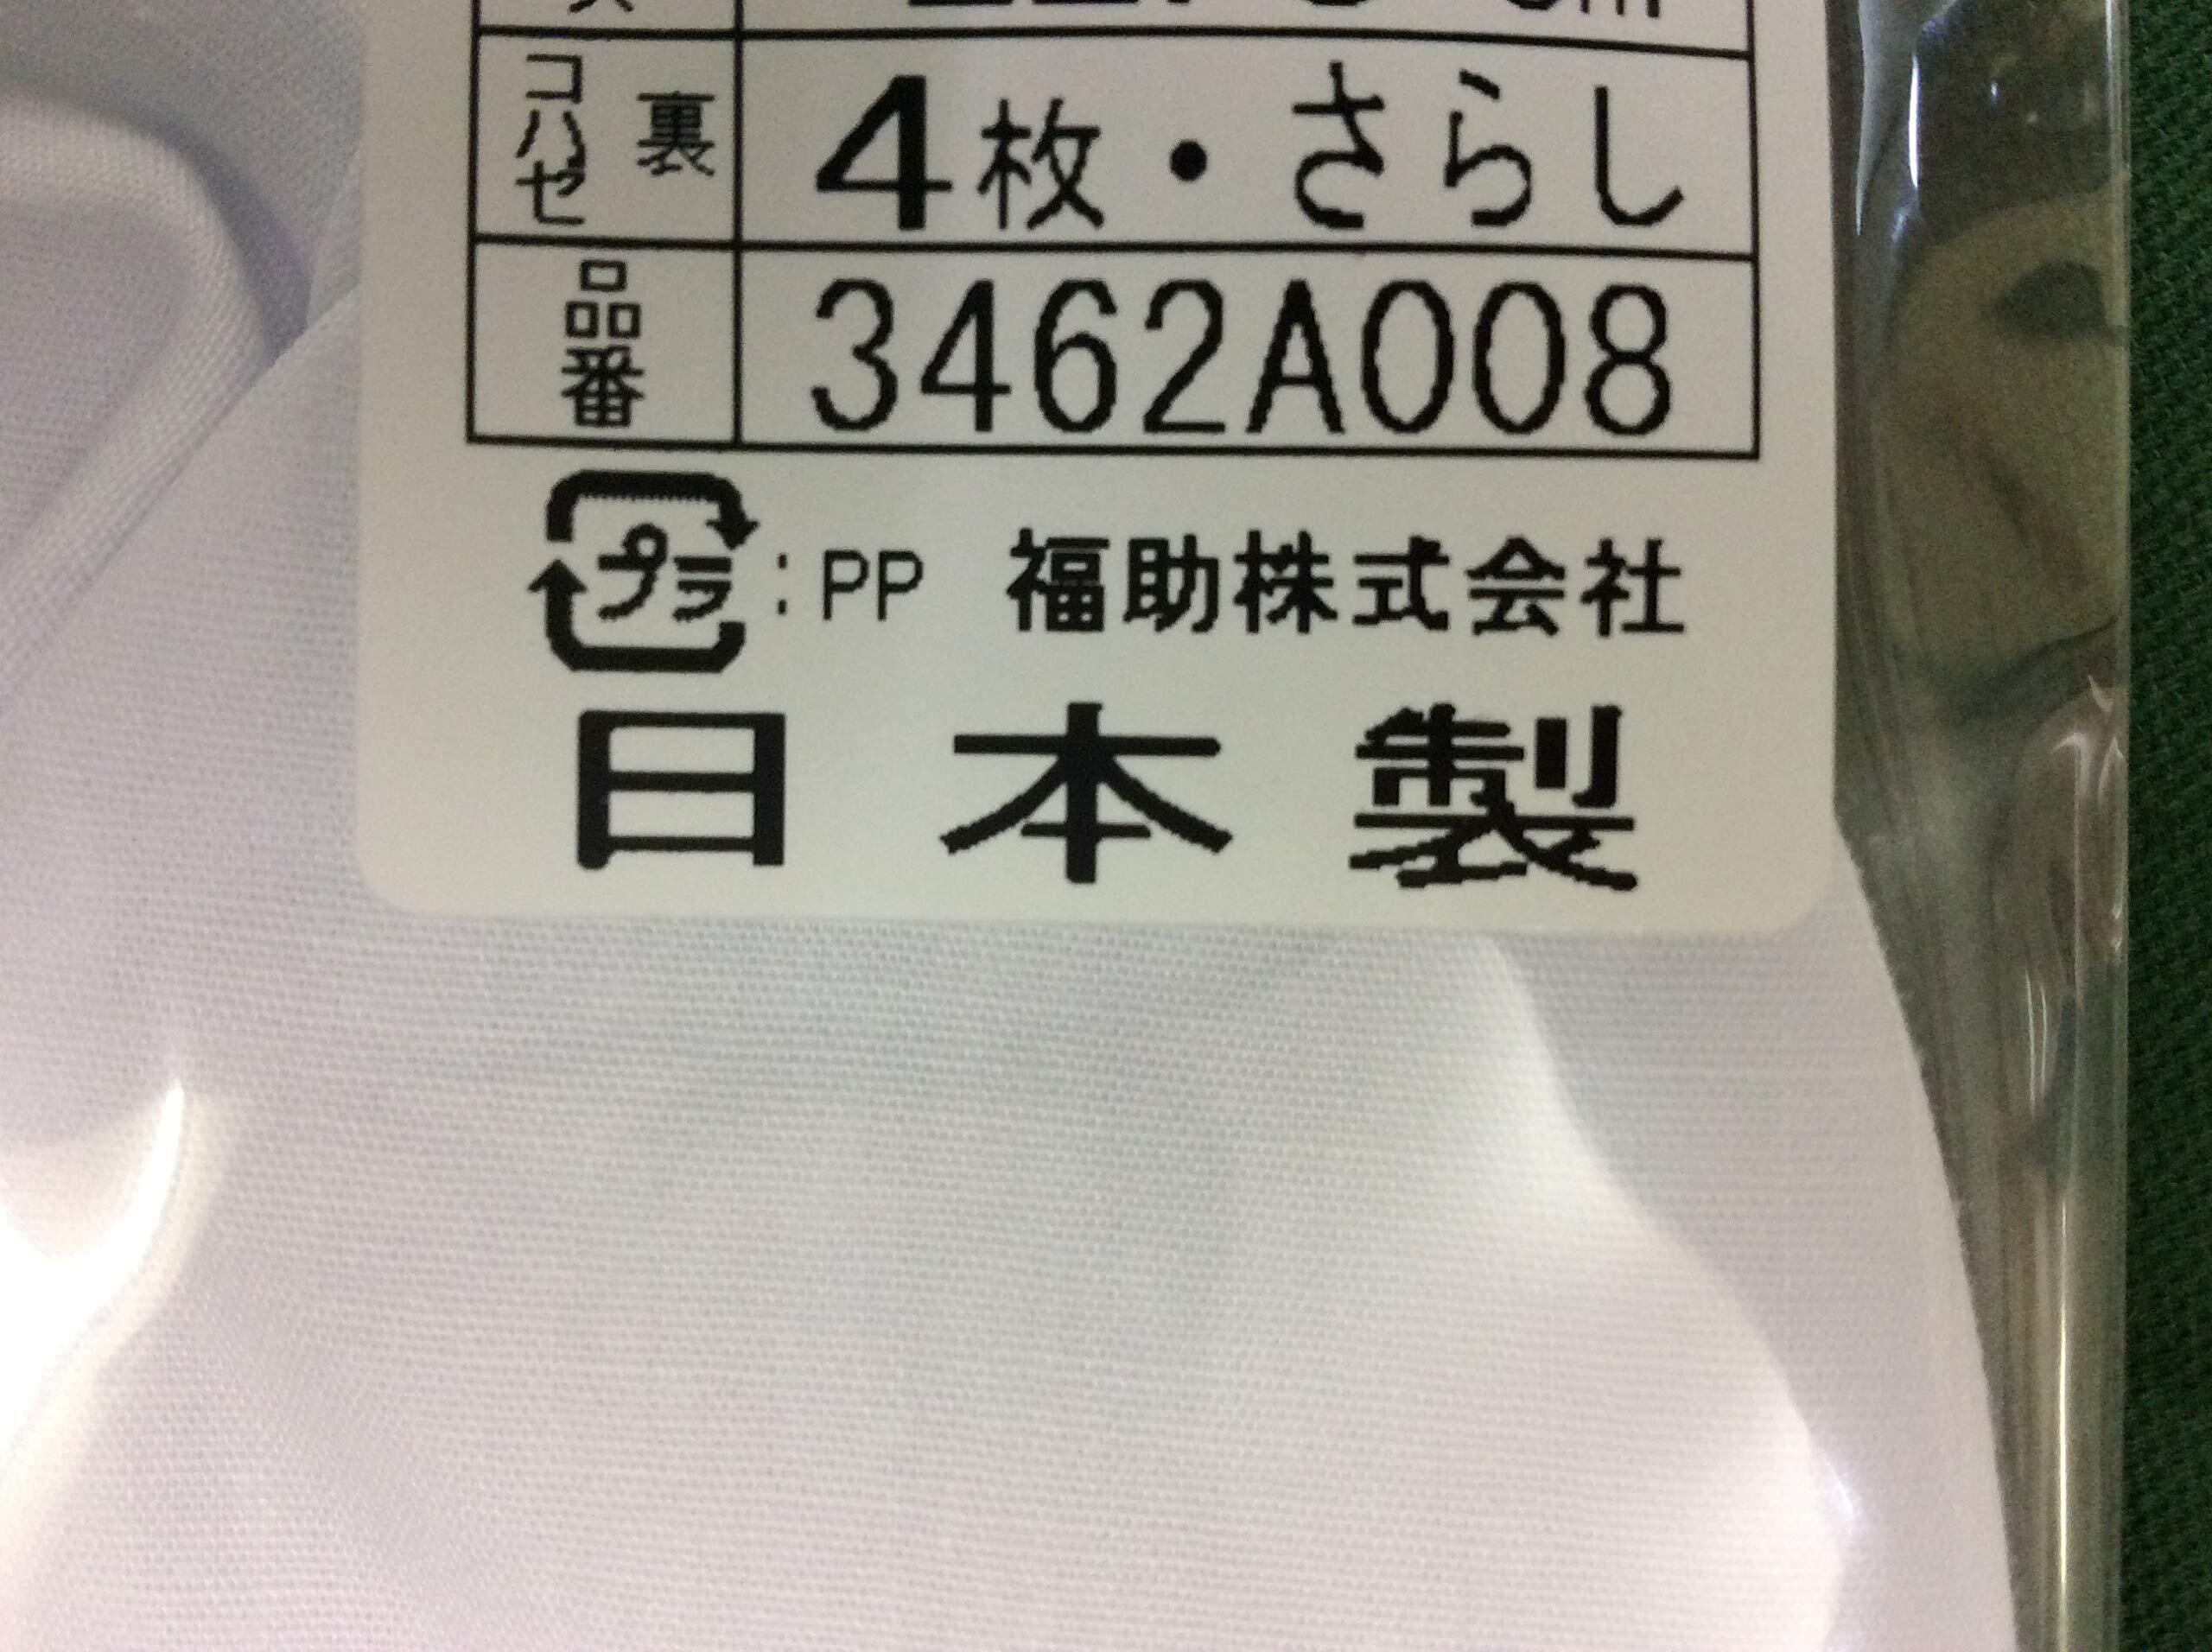 コハゼ 裏 4枚・さらし
品番 3462A008
プラ : PP 福助株式会社
日本製